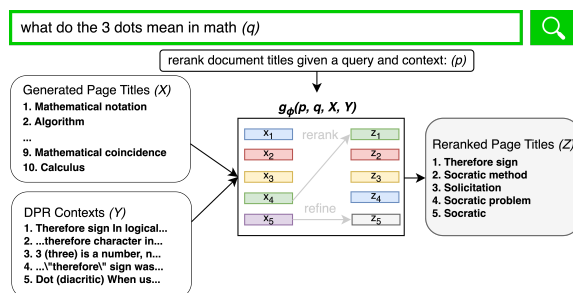 what do the 3 dots mean in math (q)
rerank document titles given a query and context: (p)
Generated Page Titles (X)
1. Mathematical notation
2. Algorithm
...
9. Mathematical coincidence
10. Calculus
DPR Contexts (Y)
1. Therefore sign In logical...
2. ...therefore character in...
3. 3 (three) is a number, n...
4. ...\"therefore\" sign was...
5. Dot (diacritic) When us...
gϕ(p, q, X, Y)
x1 rerank z1
x2 z2
x3 z3
x4 z4
refine
x5 z5
Reranked Page Titles (Z)
1. Therefore sign
2. Socratic method
3. Solicitation
4. Socratic problem
5. Socratic